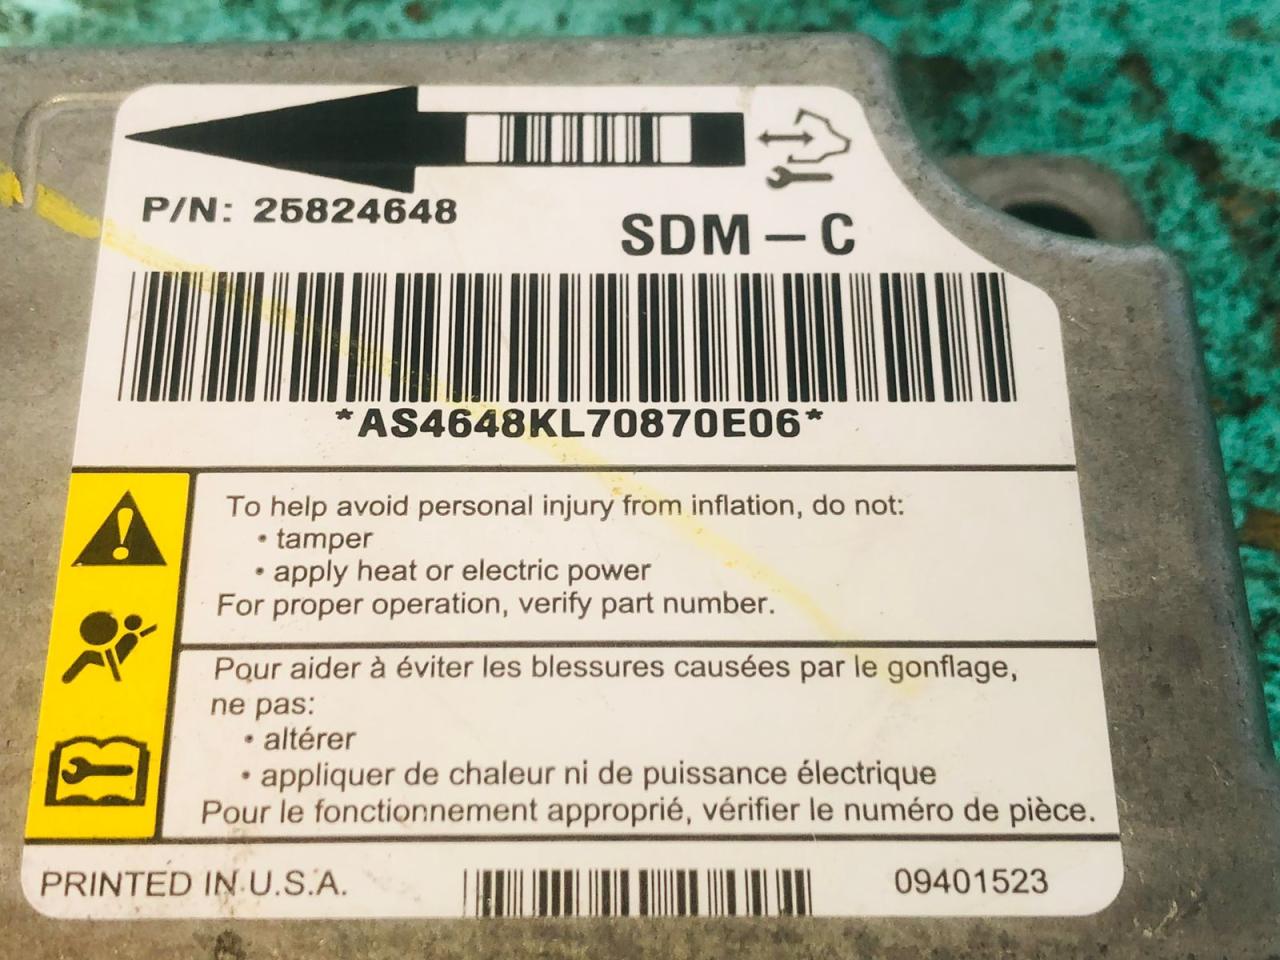 P/N: 25824648
SDM – C
*AS4648KL70870E06*
To help avoid personal injury from inflation, do not:
• tamper
• apply heat or electric power
For proper operation, verify part number.
Pour aider à éviter les blessures causées par le gonflage,
ne pas:
• altérer
• appliquer de chaleur ni de puissance électrique
Pour le fonctionnement approprié, vérifier le numéro de pièce.
PRINTED IN U.S.A.
09401523